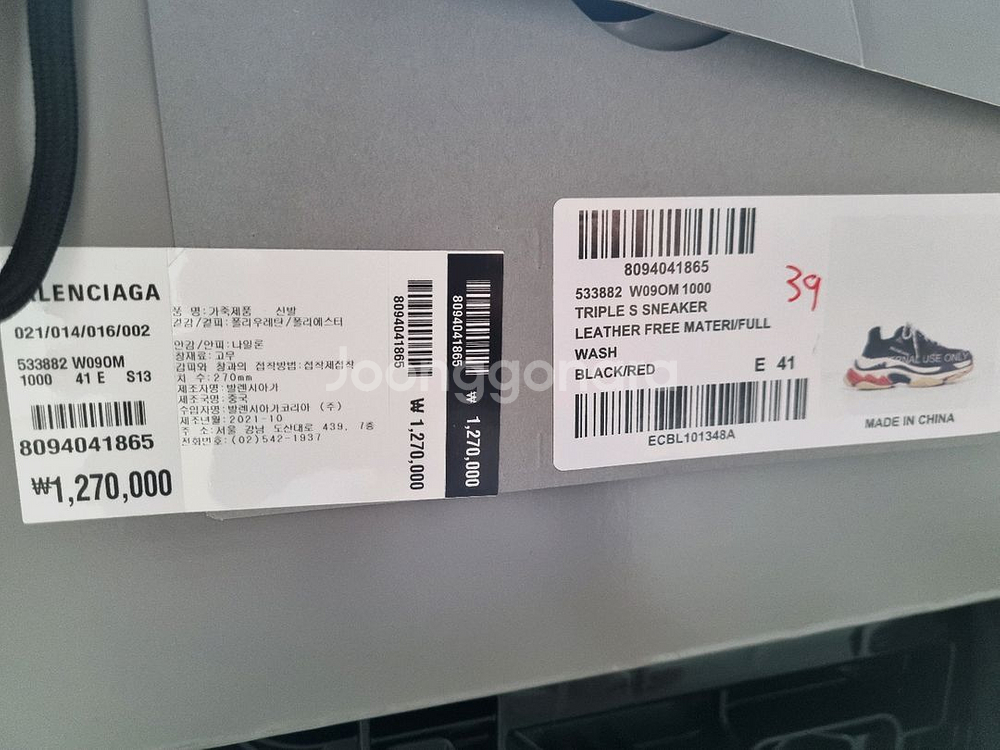 LENCIAGA
021/014/016/002
533882 W09OM
1000 41 E S13
8094041865
₩1,270,000
품 명:가죽제품 신발
겉감/겉피:폴리우레탄/폴리에스터
안감/안피:나일론
창재료:고무
감피와 창과의 접착방법:접착제접착
치 수:270mm
제조자명:발렌시아가
제조국명:중국
수입자명:발렌시아가코리아 (주)
제조년월:2021-10
주 소:서울 강남 도산대로 439, 7층
전화번호:(02)542-1937
8094041865
₩ 1,270,000
8094041865
₩ 1,270,000
8094041865
533882 W09OM 1000
TRIPLE S SNEAKER
LEATHER FREE MATERI/FULL
WASH
BLACK/RED E 41
ECBL101348A
39
ERNAL USE ONLY
MADE IN CHINA
Joonggonara